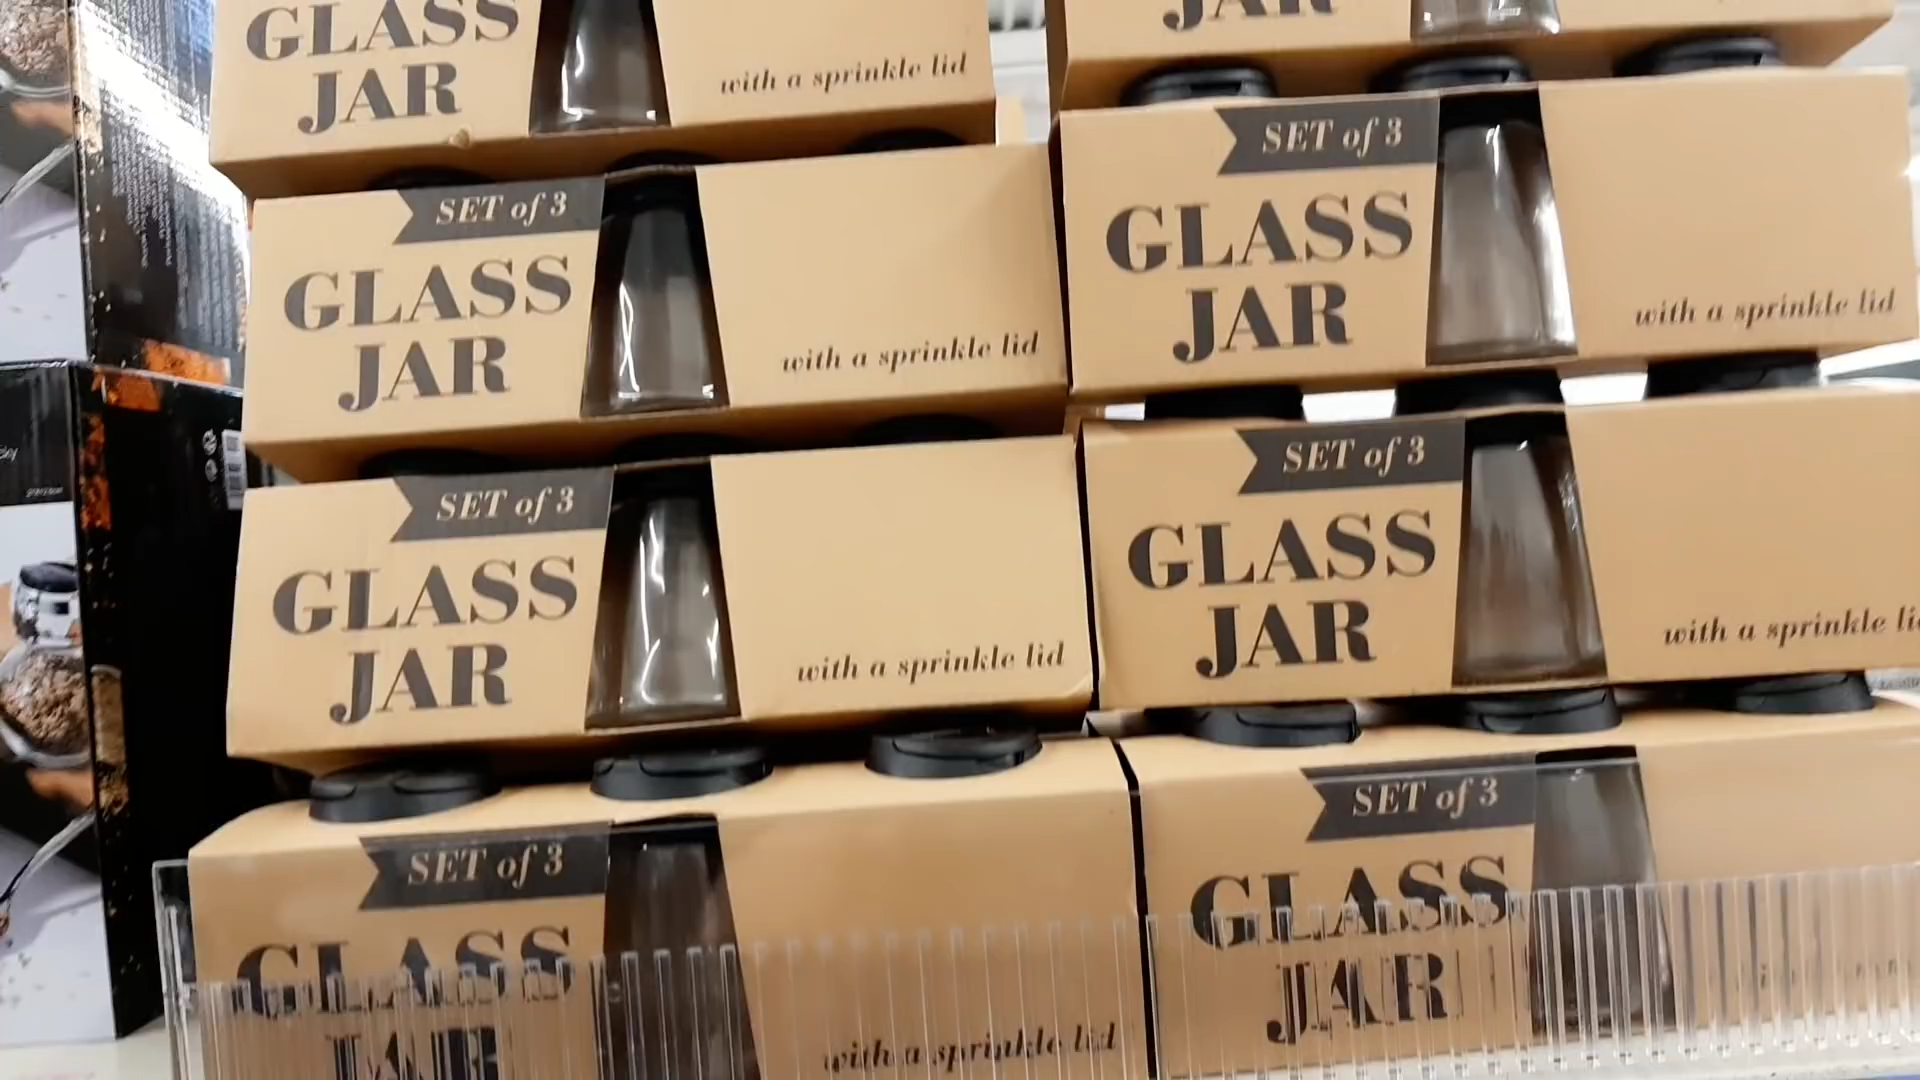 GLASS
JAR
with a sprinkle lid
JAR
SET of 3
GLASS
JAR
with a sprinkle lid
SET of 3
GLASS
JAR
with a sprinkle lid
SET of 3
GLASS
JAR
with a sprinkle lid
SET of 3
GLASS
JAR
with a sprinkle
SET of 3
GLASS
JAR
with a sprinkle lid
SET of 3
GLASS
JAR